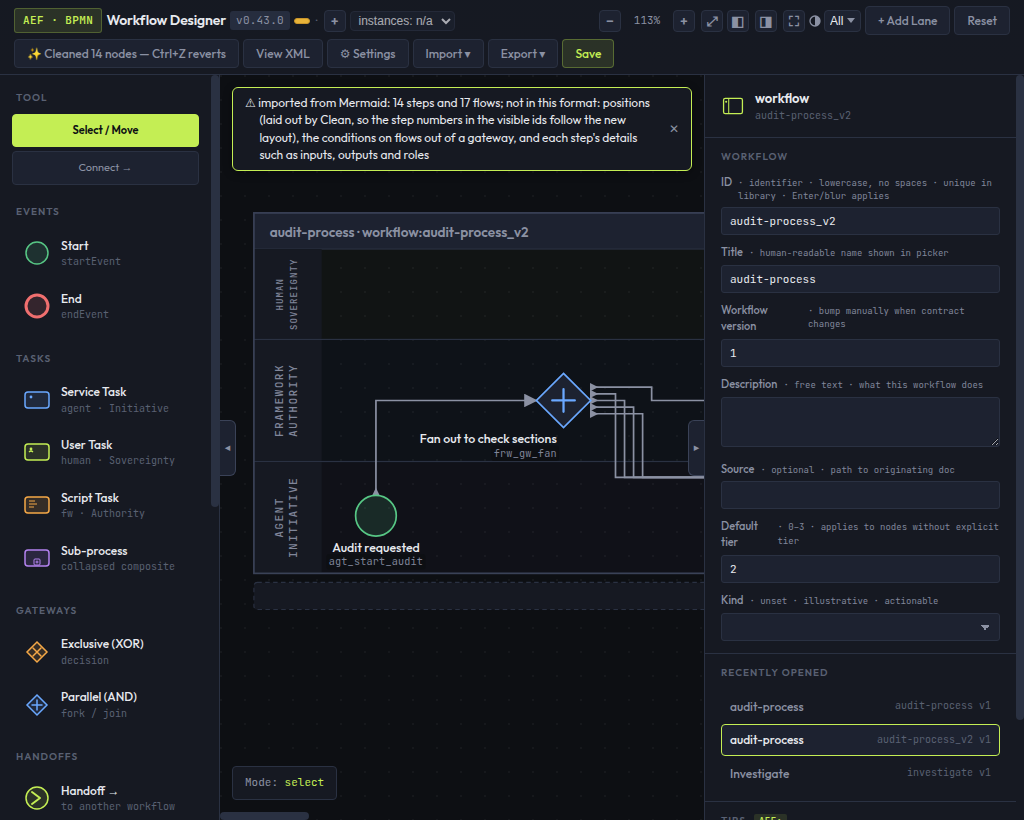 AEF · BPMN Workflow Designer v0.43.0 · + instances: n/a − 113% + All + Add Lane Reset
✨ Cleaned 14 nodes — Ctrl+Z reverts View XML ⚙ Settings Import ▾ Export ▾ Save
TOOL
Select / Move
Connect →
EVENTS
Start
startEvent
End
endEvent
TASKS
Service Task
agent · Initiative
User Task
human · Sovereignty
Script Task
fw · Authority
Sub-process
collapsed composite
GATEWAYS
Exclusive (XOR)
decision
Parallel (AND)
fork / join
HANDOFFS
Handoff →
to another workflow
⚠ imported from Mermaid: 14 steps and 17 flows; not in this format: positions
(laid out by Clean, so the step numbers in the visible ids follow the new
layout), the conditions on flows out of a gateway, and each step's details
such as inputs, outputs and roles
×
audit-process · workflow:audit-process_v2
HUMAN
SOVEREIGNTY
FRAMEWORK
AUTHORITY
Fan out to check sections
frw_gw_fan
AGENT
INITIATIVE
Audit requested
agt_start_audit
Mode: select
workflow
audit-process_v2
WORKFLOW
ID · identifier · lowercase, no spaces · unique in
library · Enter/blur applies
audit-process_v2
Title · human-readable name shown in picker
audit-process
Workflow version · bump manually when contract changes
1
Description · free text · what this workflow does
Source · optional · path to originating doc
Default tier · 0–3 · applies to nodes without explicit tier
2
Kind · unset · illustrative · actionable
RECENTLY OPENED
audit-process audit-process v1
audit-process audit-process_v2 v1
Investigate investigate v1
TIPS AEF: